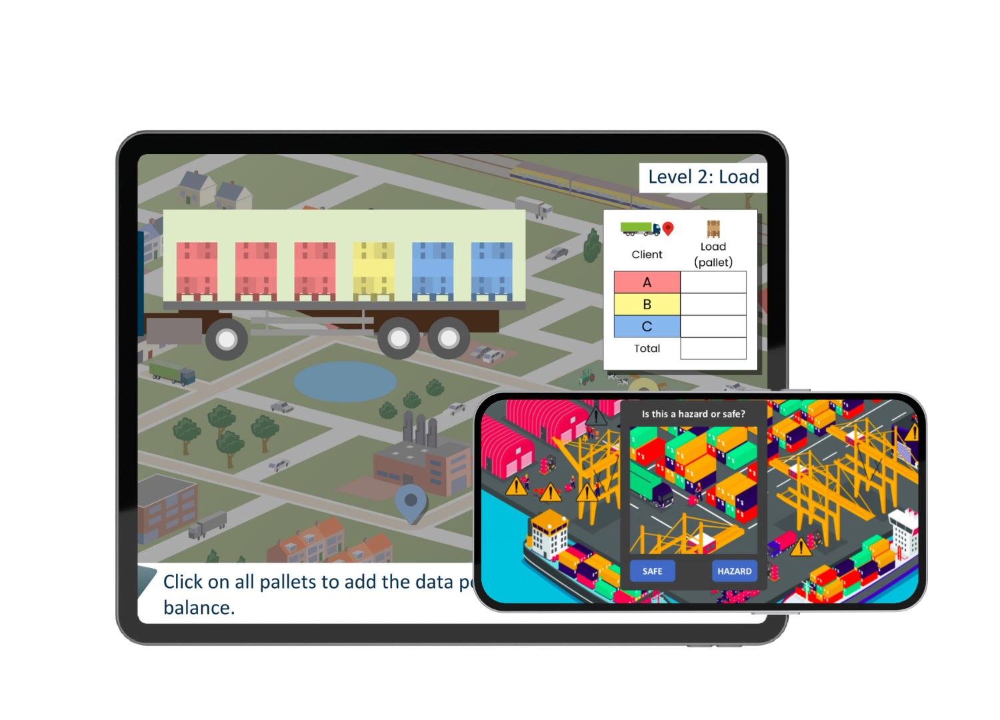 Level 2: Load
Client
Load
(pallet)
A
B
C
Total
Click on all pallets to add the data
balance.
Is this a hazard or safe?
SAFE
HAZARD